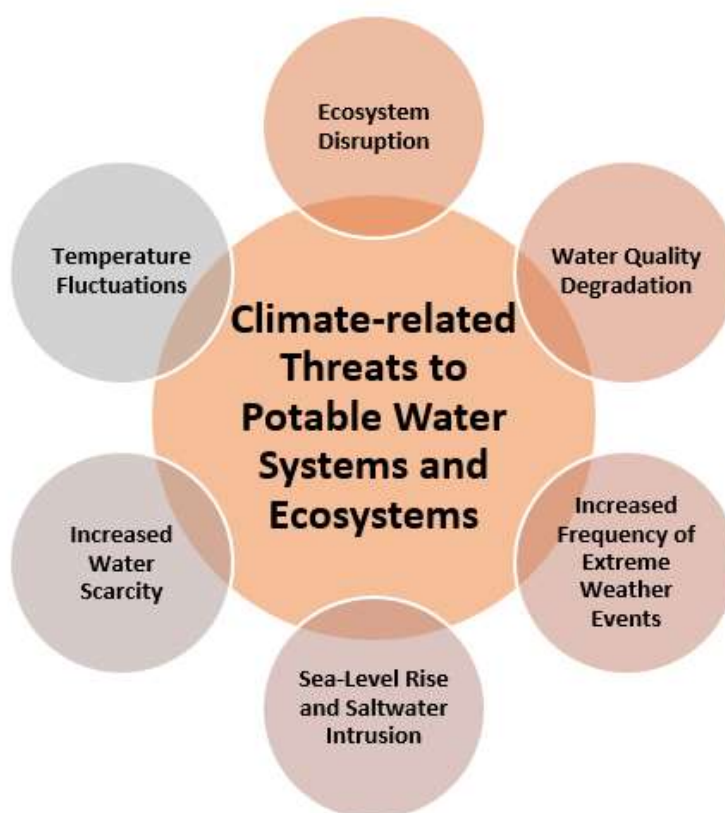 Ecosystem
Disruption
Water Quality
Degradation
Increased
Frequency of
Extreme
Weather
Events
Sea-Level Rise
and Saltwater
Intrusion
Increased
Water
Scarcity
Temperature
Fluctuations
Climate-related
Threats to
Potable Water
Systems and
Ecosystems